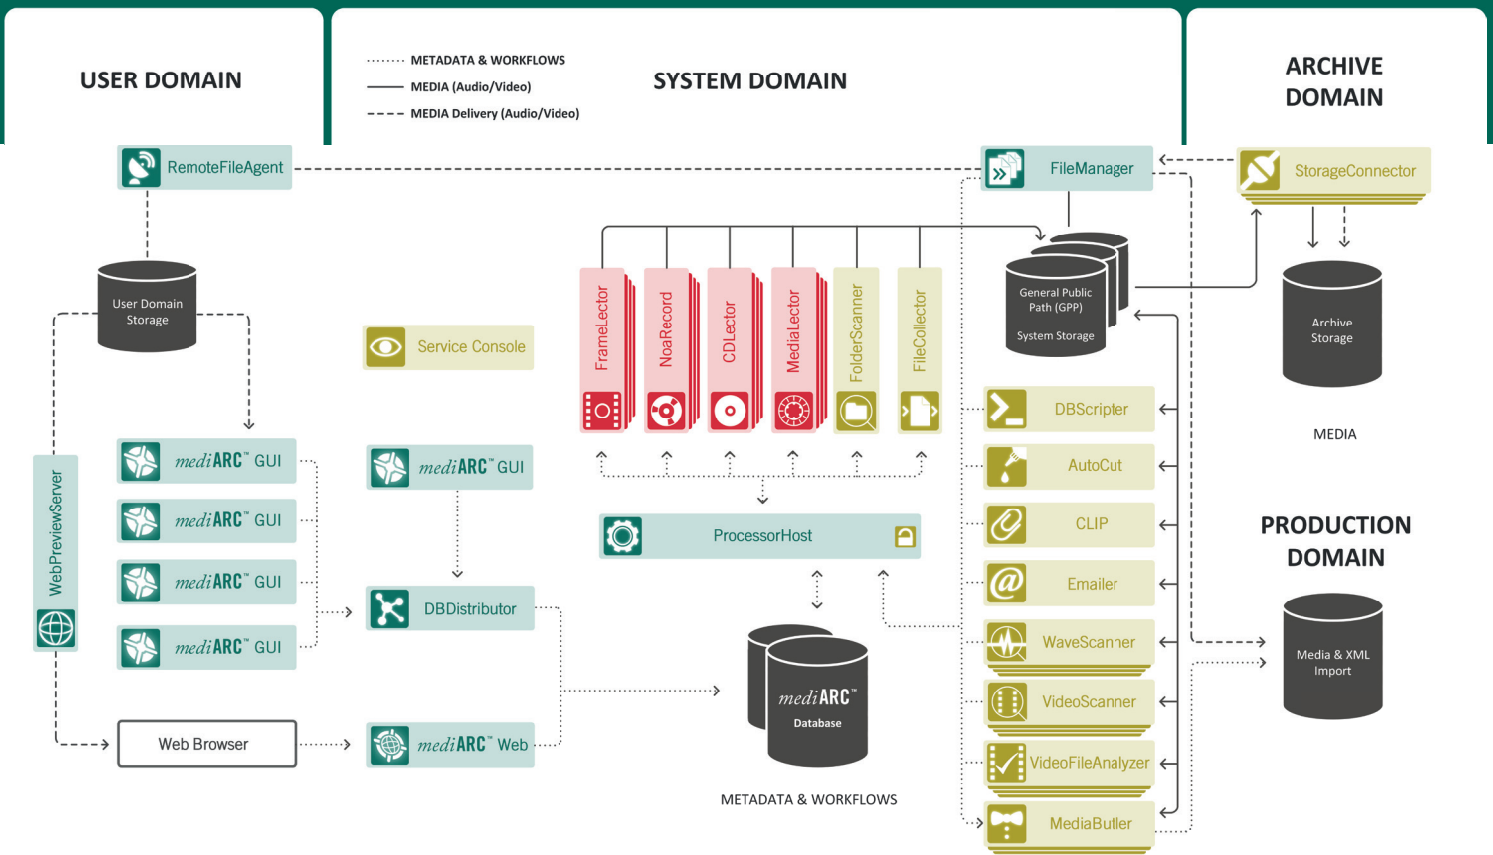 USER DOMAIN
METADATA & WORKFLOWS
MEDIA (Audio/Video)
MEDIA Delivery (Audio/Video)
SYSTEM DOMAIN
ARCHIVE
DOMAIN
RemoteFileAgent
FileManager
StorageConnector
User Domain
Storage
Service Console
FrameLector
NoaRecord
CDLector
MediaLector
FolderScanner
FileCollector
General Public
Path (GPP)
System Storage
Archive
Storage
MEDIA
WebPreviewServer
mediARC™ GUI
mediARC™ GUI
mediARC™ GUI
mediARC™ GUI
mediARC™ GUI
DBDistributor
Web Browser
mediARC™ Web
ProcessorHost
mediARC™
Database
METADATA & WORKFLOWS
DBScripter
AutoCut
CLIP
Emailer
WaveScanner
VideoScanner
VideoFileAnalyzer
MediaButler
PRODUCTION
DOMAIN
Media & XML
Import